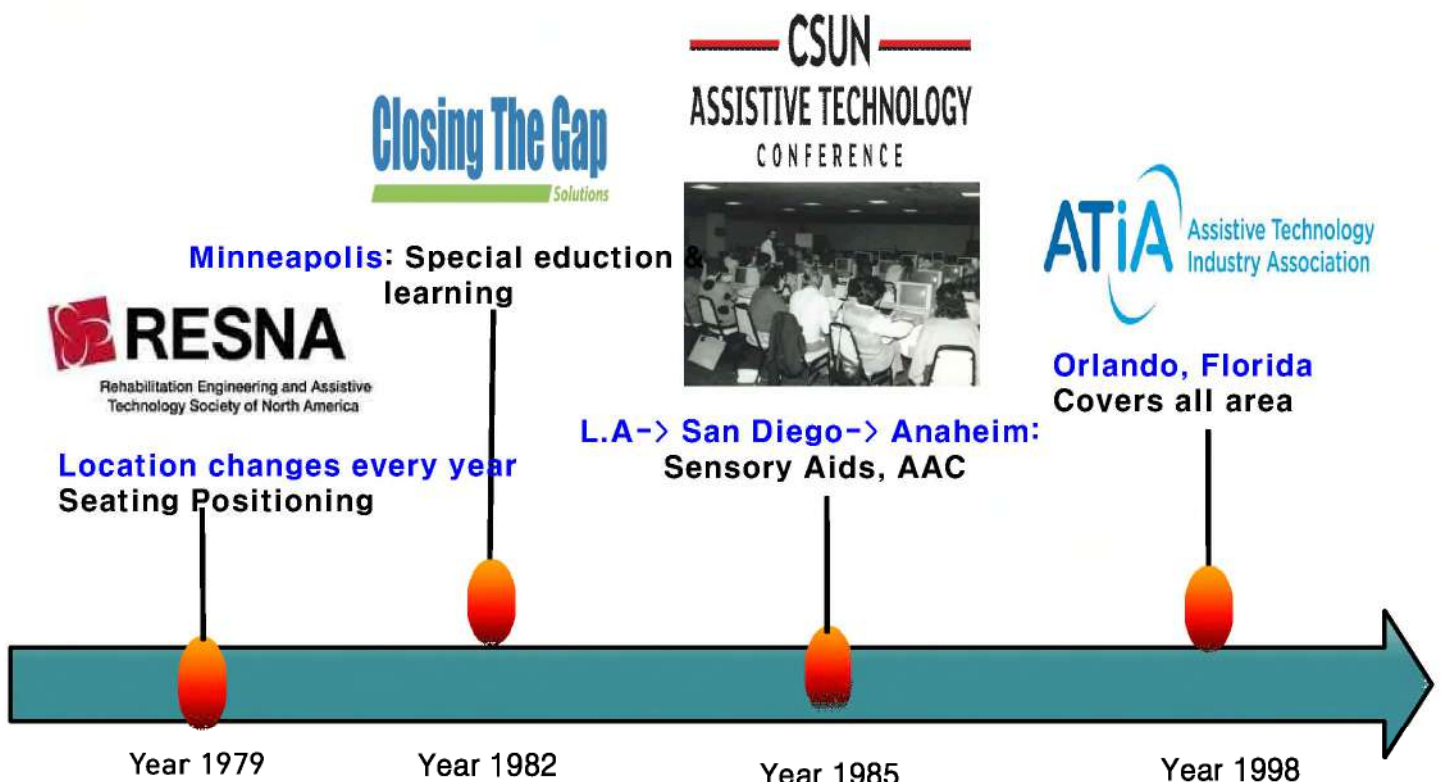 CSUN
ASSISTIVE TECHNOLOGY
CONFERENCE
Closing The Gap
Solutions
ATiA
Assistive Technology
Industry Association
Minneapolis: Special eduction &
learning
RESNA
Rehabilitation Engineering and Assistive
Technology Society of North America
Orlando, Florida
Covers all area
L.A-> San Diego-> Anaheim:
Sensory Aids, AAC
Location changes every year
Seating Positioning
Year 1979
Year 1982
Year 1985
Year 1998